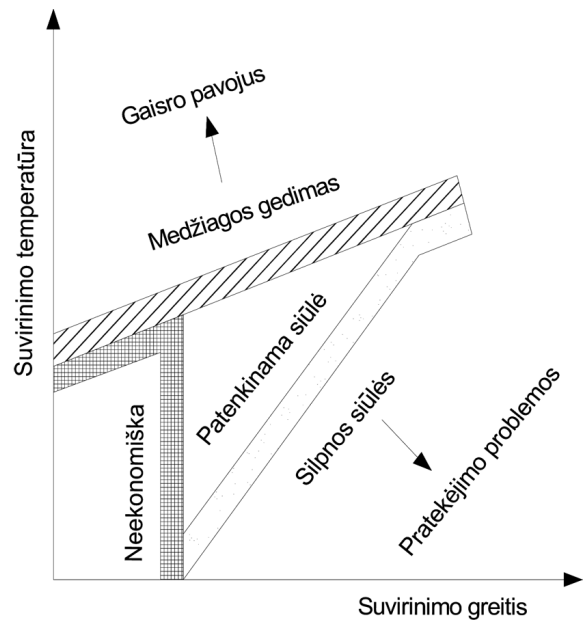 Gaisro pavojus
Suvirinimo temperatūra
Medžiagos gedimas
Patenkinama siūlė
Silpnos siūlės
Neekonomiška
Pratekėjimo problemos
Suvirinimo greitis